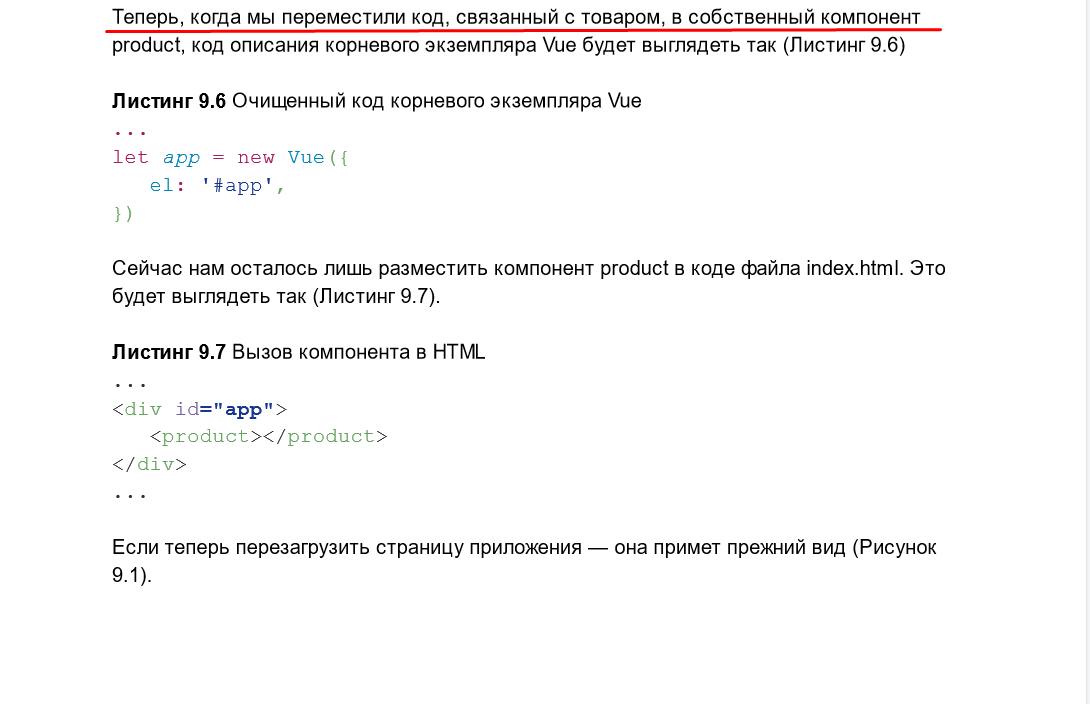 Теперь, когда мы переместили код, связанный с товаром, в собственный компонент
product, код описания корневого экземпляра Vue будет выглядеть так (Листинг 9.6)
Листинг 9.6 Очищенный код корневого экземпляра Vue
...
let app = new Vue({
   el: '#app',
})
Сейчас нам осталось лишь разместить компонент product в коде файла index.html. Это
будет выглядеть так (Листинг 9.7).
Листинг 9.7 Вызов компонента в HTML
...
<div id="app">
   <product></product>
</div>
...
Если теперь перезагрузить страницу приложения — она примет прежний вид (Рисунок
9.1).